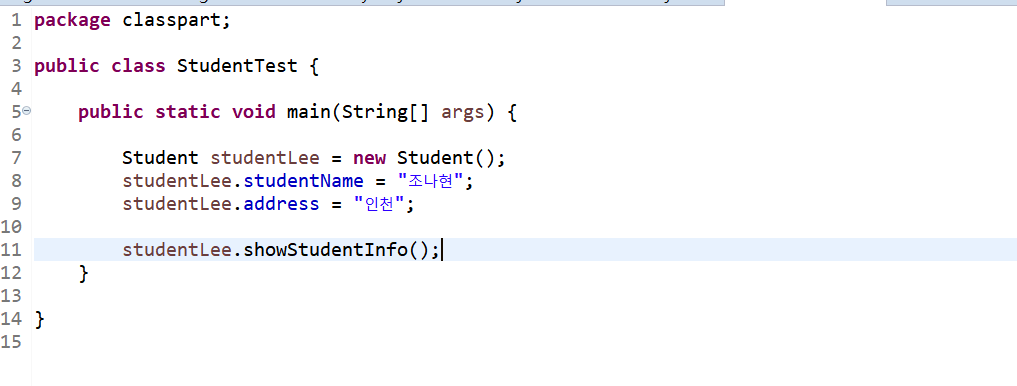 1 package classpart;
2
3 public class StudentTest {
4
5 public static void main(String[] args) {
6
7 Student studentLee = new Student();
8 studentLee.studentName = "조나현";
9 studentLee.address = "인천";
10
11 studentLee.showStudentInfo();
12 }
13
14 }
15